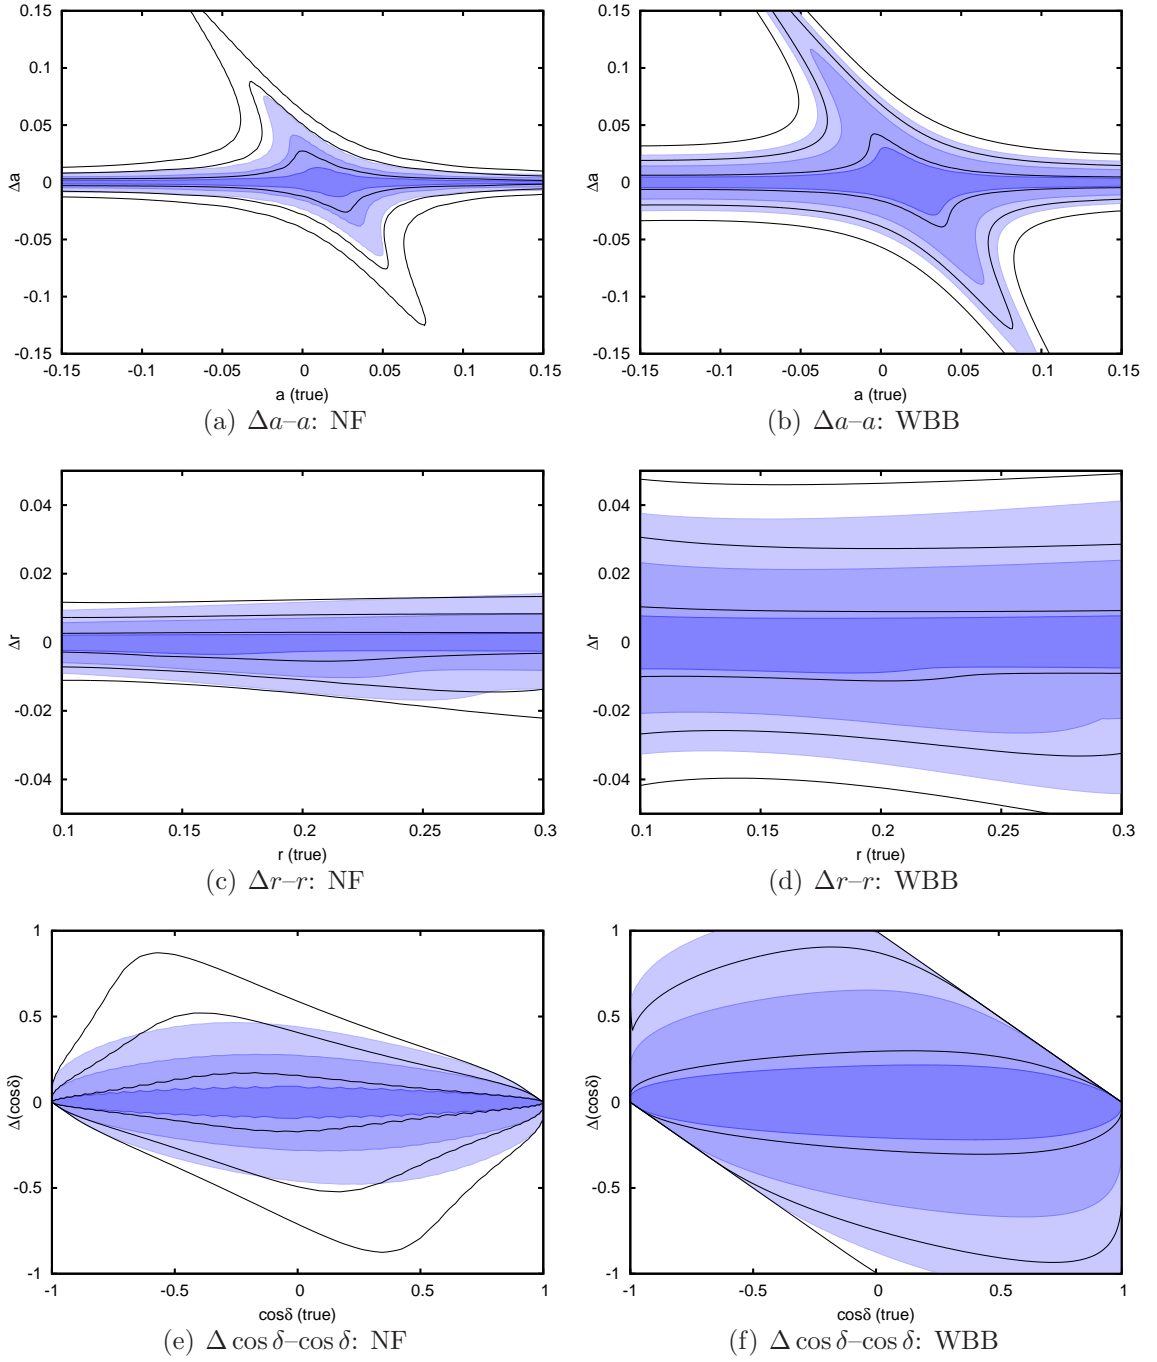 0.15
0.1
0.05
0
-0.05
-0.1
-0.15
Δa
-0.15 -0.1 -0.05 0 0.05 0.1 0.15
a (true)
(a) Δa–a: NF
0.15
0.1
0.05
0
-0.05
-0.1
-0.15
Δa
-0.15 -0.1 -0.05 0 0.05 0.1 0.15
a (true)
(b) Δa–a: WBB
0.04
0.02
0
-0.02
-0.04
Δr
0.1 0.15 0.2 0.25 0.3
r (true)
(c) Δr–r: NF
0.04
0.02
0
-0.02
-0.04
Δr
0.1 0.15 0.2 0.25 0.3
r (true)
(d) Δr–r: WBB
1
0.5
0
-0.5
-1
Δ(cosδ)
-1 -0.5 0 0.5 1
cosδ (true)
(e) Δ cos δ–cos δ: NF
1
0.5
0
-0.5
-1
Δ(cosδ)
-1 -0.5 0 0.5 1
cosδ (true)
(f) Δ cos δ–cos δ: WBB